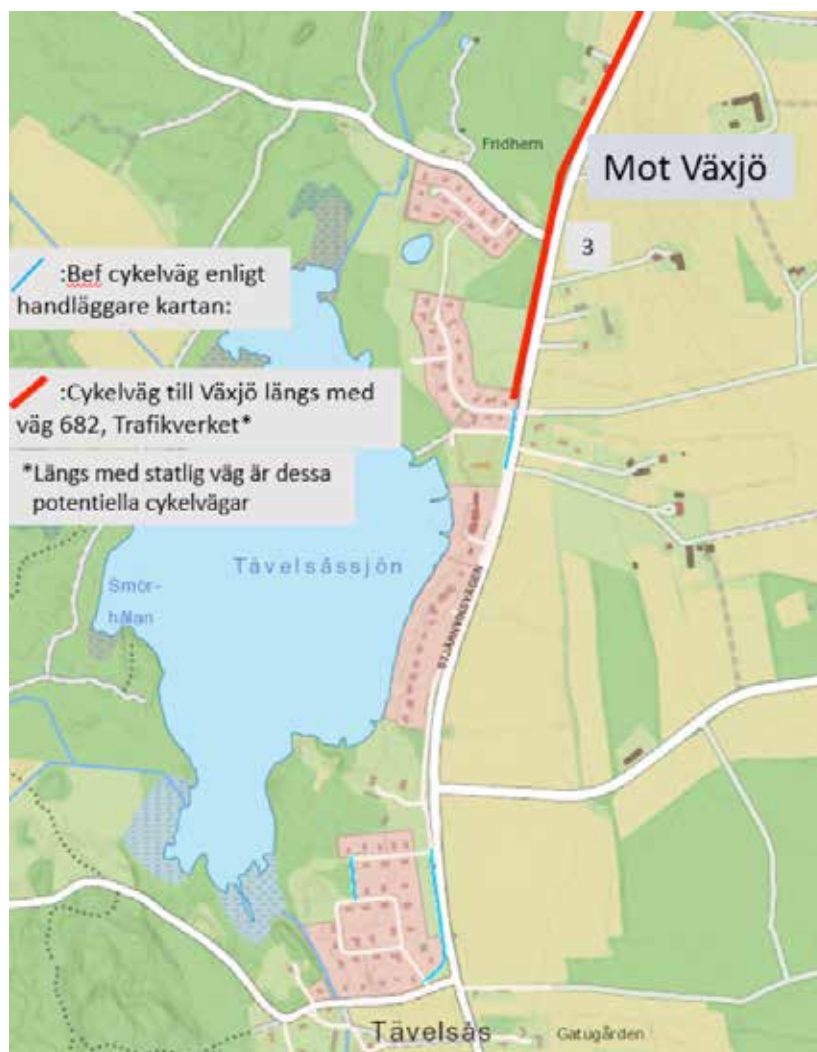 Fridhem
Mot Växjö
3
:Bef cykelväg enligt
handläggare kartan:
:Cykelväg till Växjö längs med
väg 682, Trafikverket*
*Längs med statlig väg är dessa
potentiella cykelvägar
Tävelsåssjön
Smör-
hålan
STJÄRNVIKSVÄGEN
Tävelsås
Gatugården